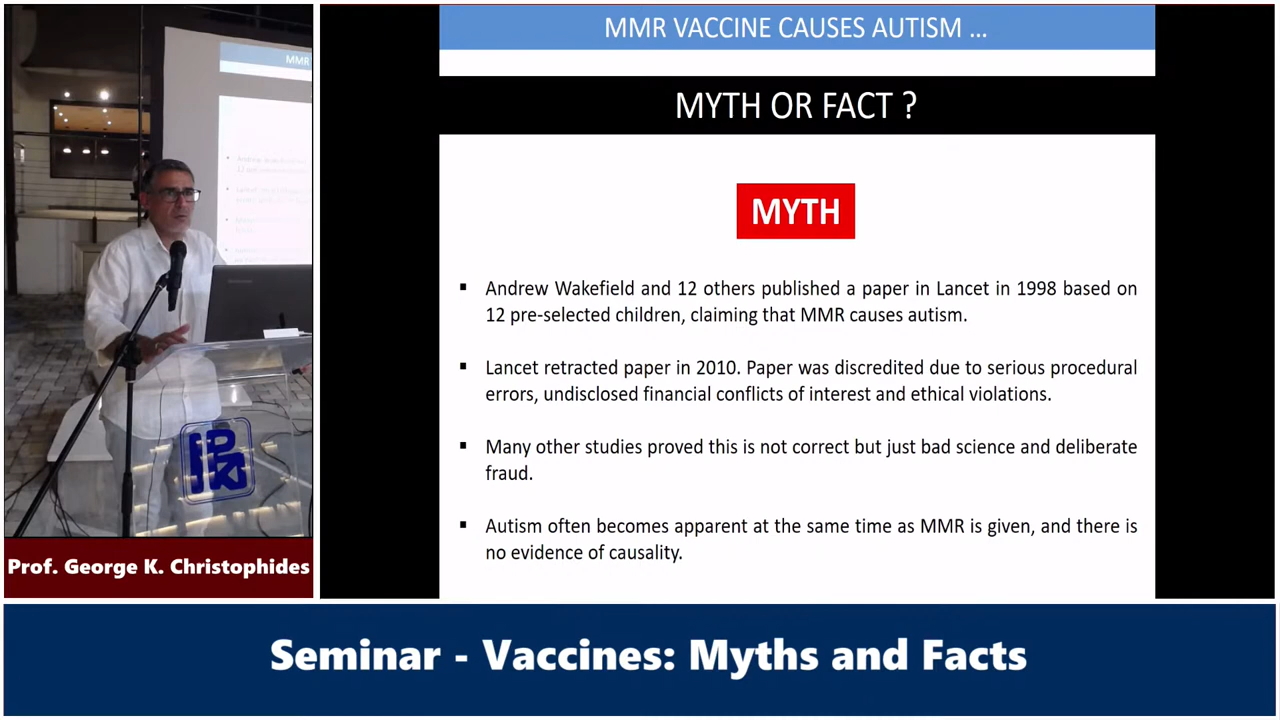 MMR VACCINE CAUSES AUTISM ...
MYTH OR FACT ?
MYTH
▪ Andrew Wakefield and 12 others published a paper in Lancet in 1998 based on
12 pre-selected children, claiming that MMR causes autism.
▪ Lancet retracted paper in 2010. Paper was discredited due to serious procedural
errors, undisclosed financial conflicts of interest and ethical violations.
▪ Many other studies proved this is not correct but just bad science and deliberate
fraud.
▪ Autism often becomes apparent at the same time as MMR is given, and there is
no evidence of causality.
MMR
Prof. George K. Christophides
Seminar - Vaccines: Myths and Facts